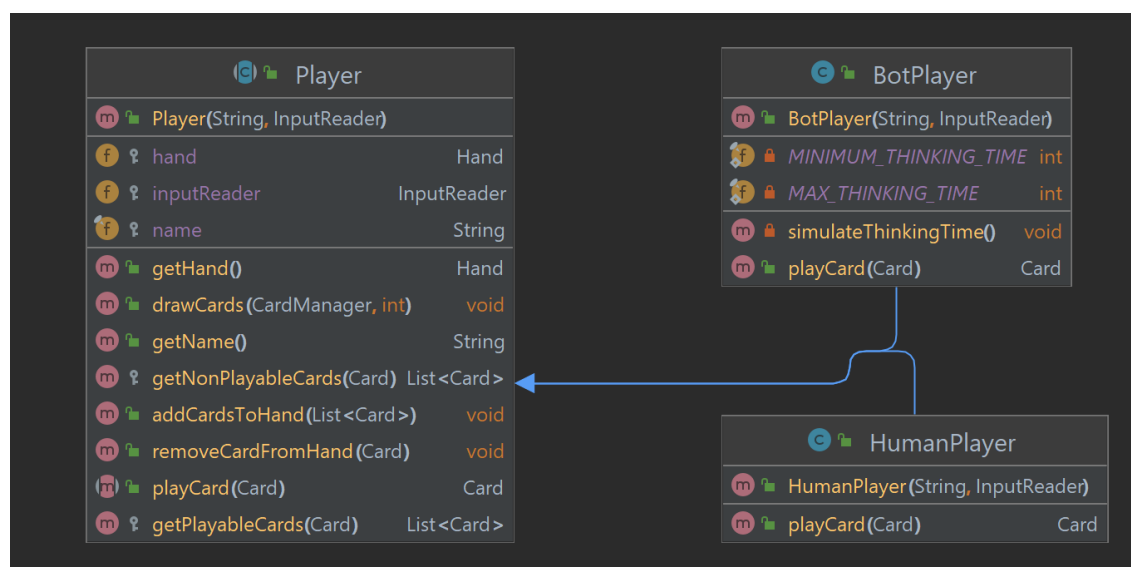 Player
Player(String, InputReader)
hand Hand
inputReader InputReader
name String
getHand() Hand
drawCards(CardManager, int) void
getName() String
getNonPlayableCards(Card) List<Card>
addCardsToHand(List<Card>) void
removeCardFromHand(Card) void
playCard(Card) Card
getPlayableCards(Card) List<Card>
BotPlayer
BotPlayer(String, InputReader)
MINIMUM_THINKING_TIME int
MAX_THINKING_TIME int
simulateThinkingTime() void
playCard(Card) Card
HumanPlayer
HumanPlayer(String, InputReader)
playCard(Card) Card